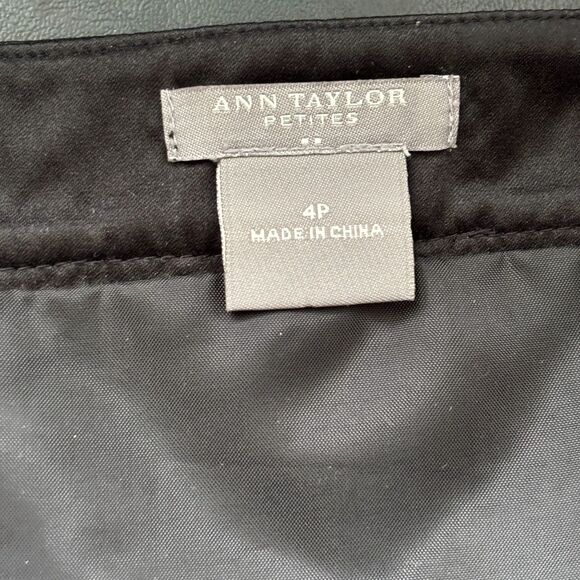 ANN TAYLOR
PETITES
4P
MADE IN CHINA